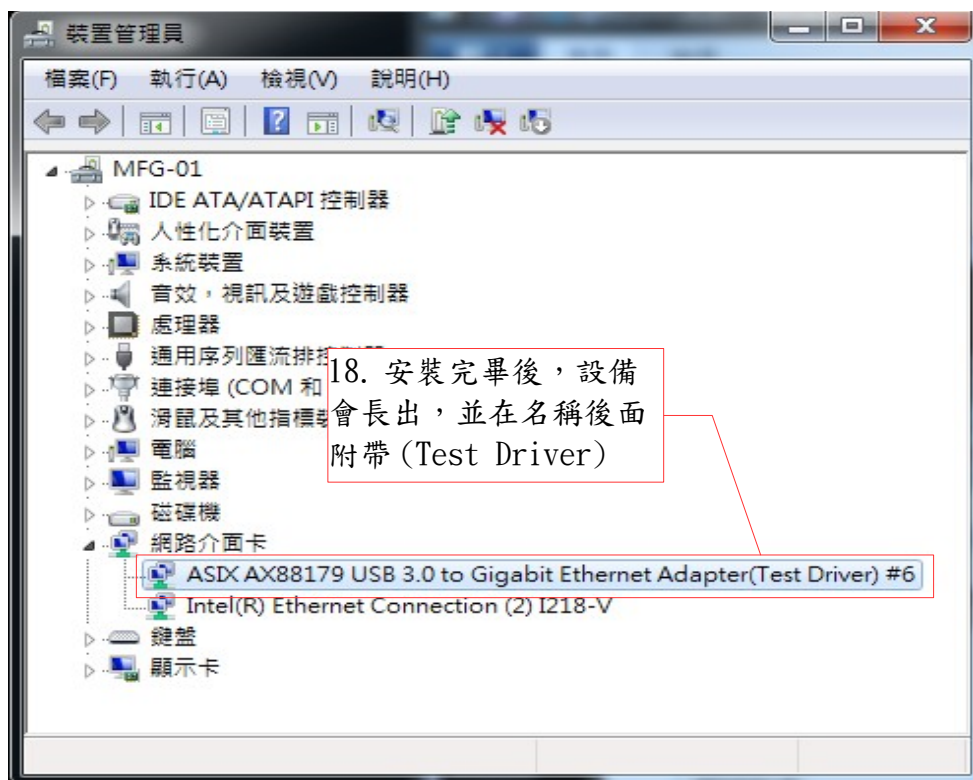 裝置管理員
檔案(F) 執行(A) 檢視(V) 說明(H)
MFG-01
IDE ATA/ATAPI 控制器
人性化介面裝置
系統裝置
音效，視訊及遊戲控制器
處理器
通用序列匯流排
連接埠 (COM 和
滑鼠及其他指標
18. 安裝完畢後，設備
會長出，並在名稱後面
附帶(Test Driver)
電腦
監視器
磁碟機
網路介面卡
ASIX AX88179 USB 3.0 to Gigabit Ethernet Adapter(Test Driver) #6
Intel(R) Ethernet Connection (2) I218-V
鍵盤
顯示卡